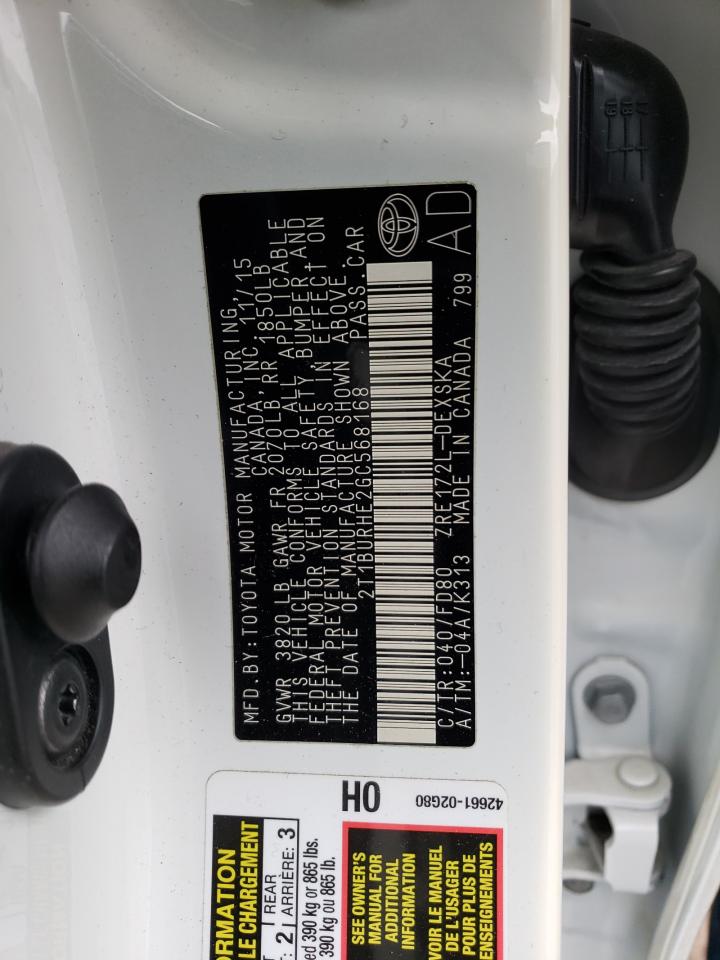 MFD.BY:TOYOTA MOTOR MANUFACTURING,
CANADA, INC. 11/15
GVWR 3820LB GAWR FR 2070LB RR 1850LB
THIS VEHICLE CONFORMS TO ALL APPLICABLE
FEDERAL MOTOR VEHICLE SAFETY, BUMPER, AND
THEFT PREVENTION STANDARDS IN EFFECT ON
THE DATE OF MANUFACTURE SHOWN ABOVE.
2T1BURHE2GC568168 PASS.CAR
C/TR:040/FD80 ZRE172L-DEXSKA
A/TM:-04A/K313 MADE IN CANADA 799
AD
ORMATION
LE CHARGEMENT
: 2 REAR
ARRIÈRE: 3
390 kg or 865 lbs.
390 kg ou 865 lb.
SEE OWNER'S
MANUAL FOR
ADDITIONAL
INFORMATION
VOIR LE MANUEL
DE L'USAGER
POUR PLUS DE
RENSEIGNEMENTS
HO
42661-02G80